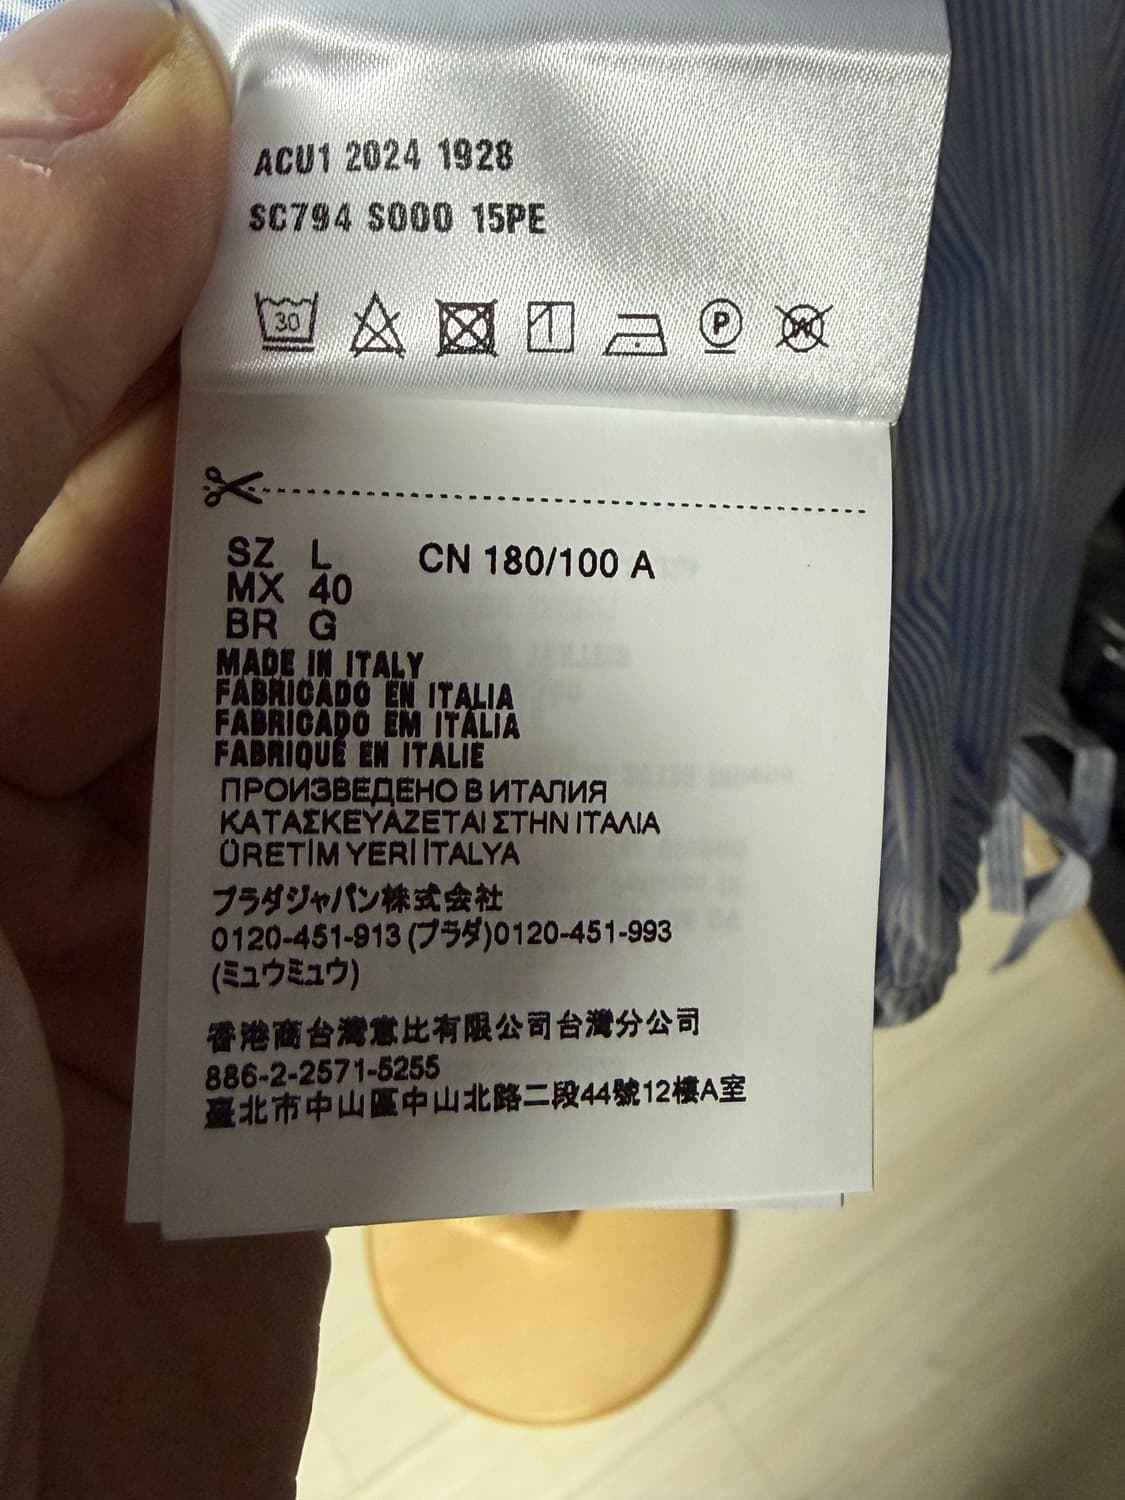 ACU1 2024 1928
SC794 S000 15PE
30
P
W
SZ L CN 180/100 A
MX 40
BR G
MADE IN ITALY
FABRICADO EN ITALIA
FABRICADO EM ITÁLIA
FABRIQUÉ EN ITALIE
ПРОИЗВЕДЕНО В ИТАЛИЯ
ΚΑΤΑΣΚΕΥΑΖΕΤΑΙ ΣΤΗΝ ΙΤΑΛΙΑ
ÜRETİM YERİ İTALYA
プラダジャパン株式会社
0120-451-913 (プラダ)0120-451-993
(ミュウミュウ)
香港商台灣意比有限公司台灣分公司
886-2-2571-5255
臺北市中山區中山北路二段44號12樓A室